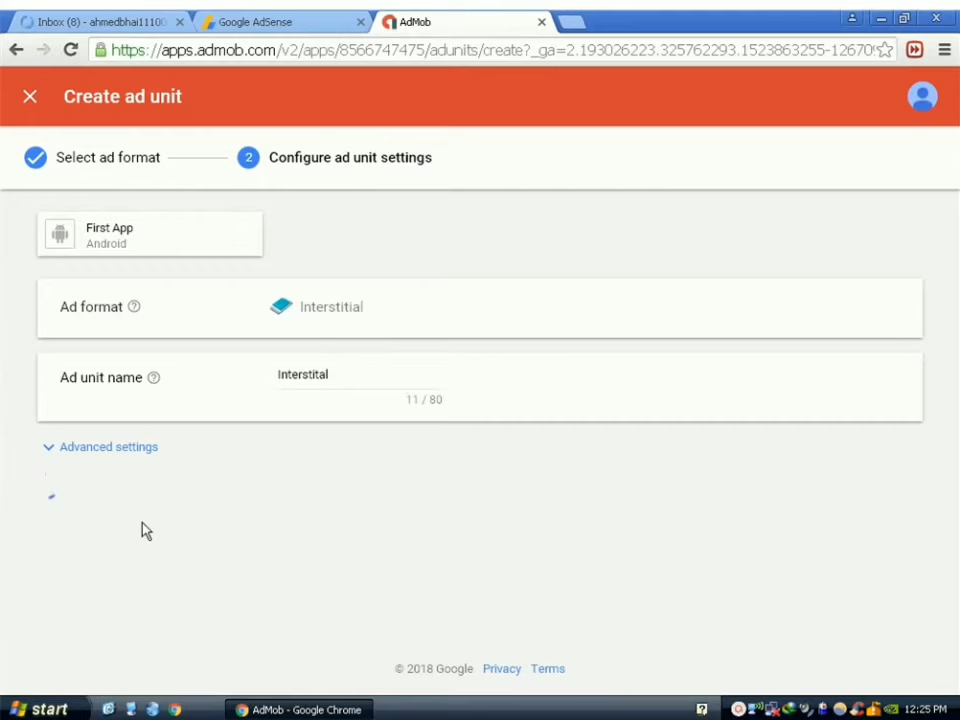 Inbox (8) - ahmedbhai11100
Google AdSense
AdMob
https://apps.admob.com/v2/apps/8566747475/adunits/create?_ga=2.193026223.325762293.1523863255-12670
Create ad unit
Select ad format
2 Configure ad unit settings
First App
Android
Ad format
Interstitial
Ad unit name
Interstital
11 / 80
Advanced settings
© 2018 Google Privacy Terms
start
AdMob - Google Chrome
12:25 PM